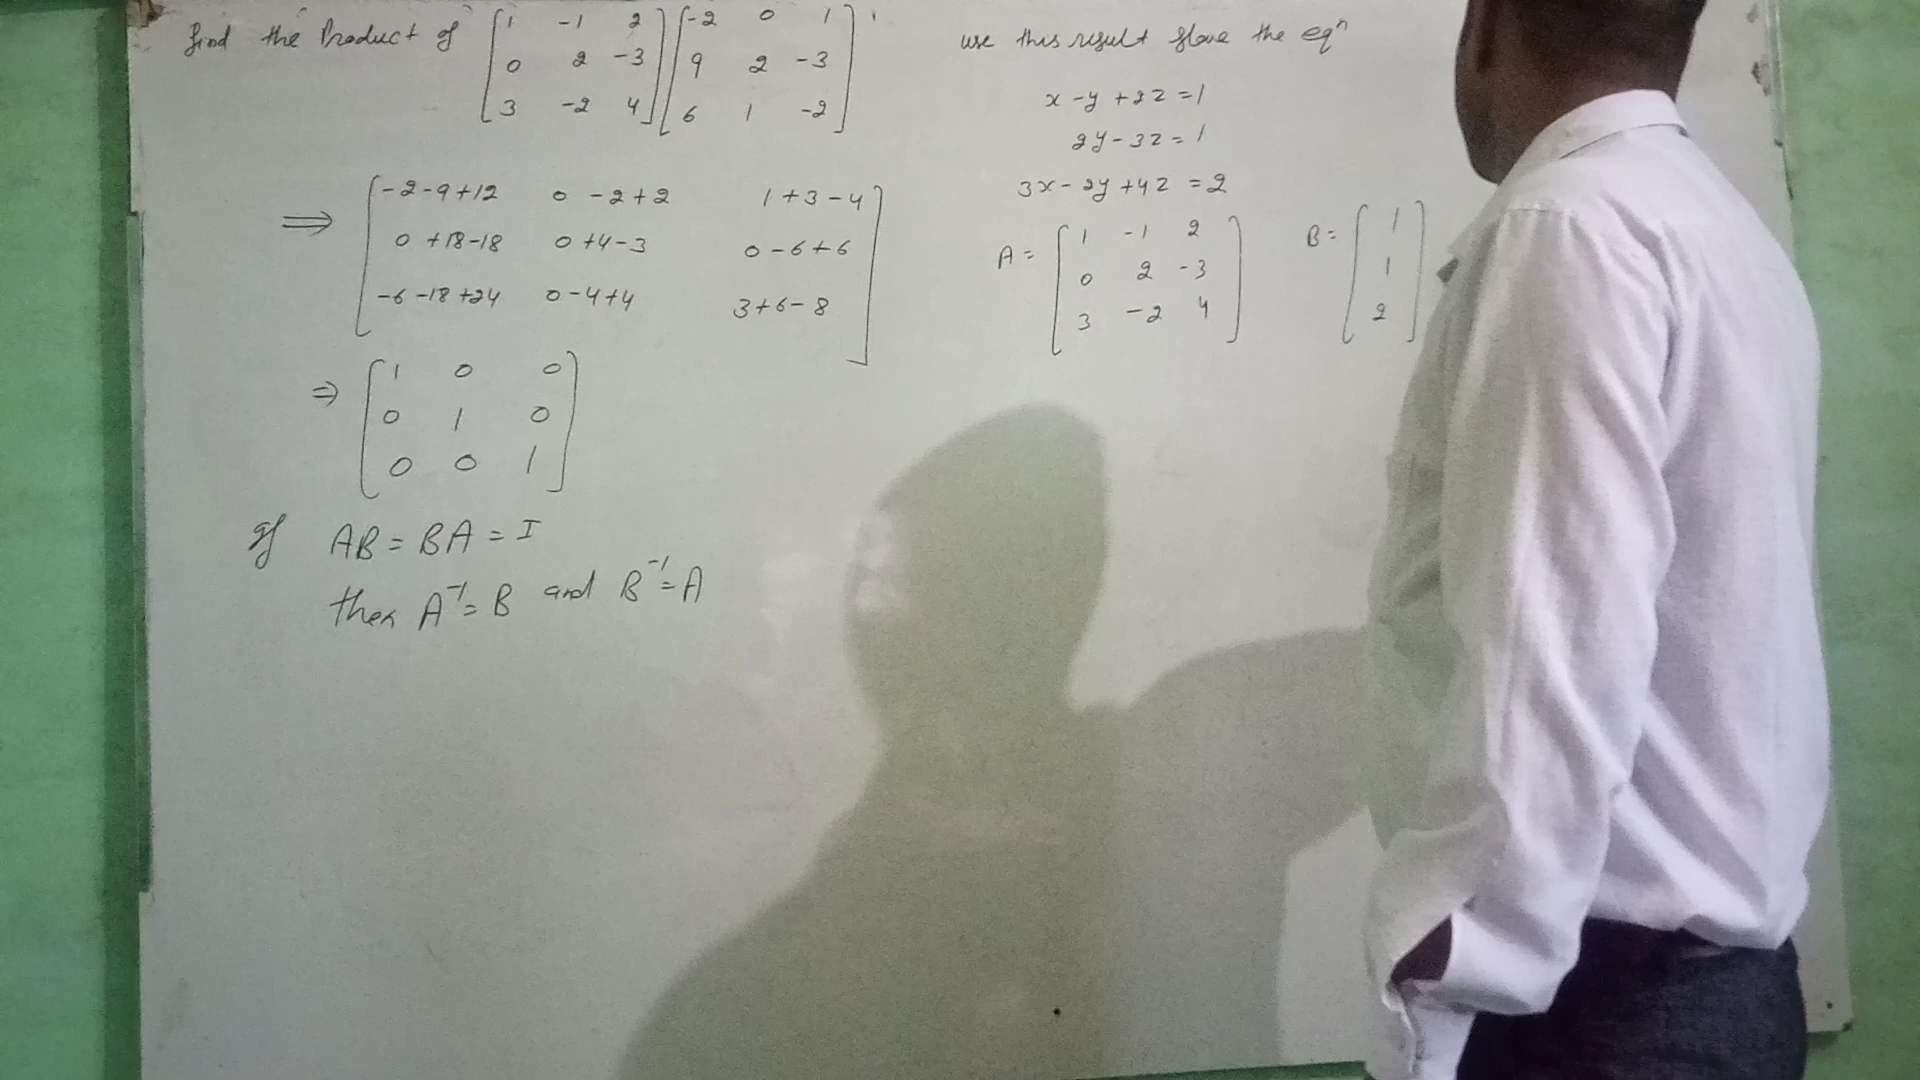 find the Product of [1 -1 2] [-2 0 1]
[0 2 -3] [9 2 -3]
[3 -2 4] [6 1 -2]
⇒ [-2-9+12 0-2+2 1+3-4]
[0+18-18 0+4-3 0-6+6]
[-6-18+24 0-4+4 3+6-8]
⇒ [1 0 0]
[0 1 0]
[0 0 1]
If AB = BA = I
then A⁻¹ = B and B⁻¹ = A
use this result slove the eqⁿ
x - y + 2z = 1
2y - 3z = 1
3x - 2y + 4z = 2
A = [1 -1 2] B = [1]
[0 2 -3] [1]
[3 -2 4] [2]